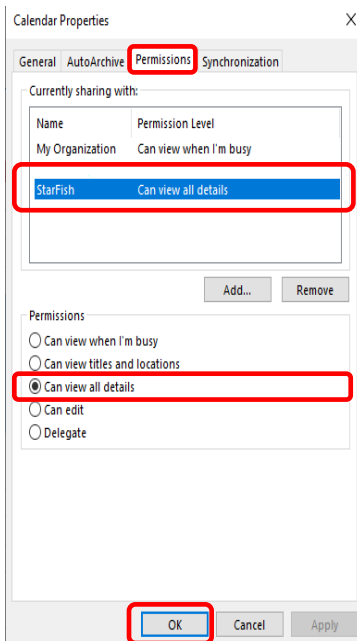 Calendar Properties X
General AutoArchive Permissions Synchronization
Currently sharing with:
Name Permission Level
My Organization Can view when I'm busy
StarFish Can view all details
Add... Remove
Permissions
Can view when I'm busy
Can view titles and locations
Can view all details
Can edit
Delegate
OK Cancel Apply